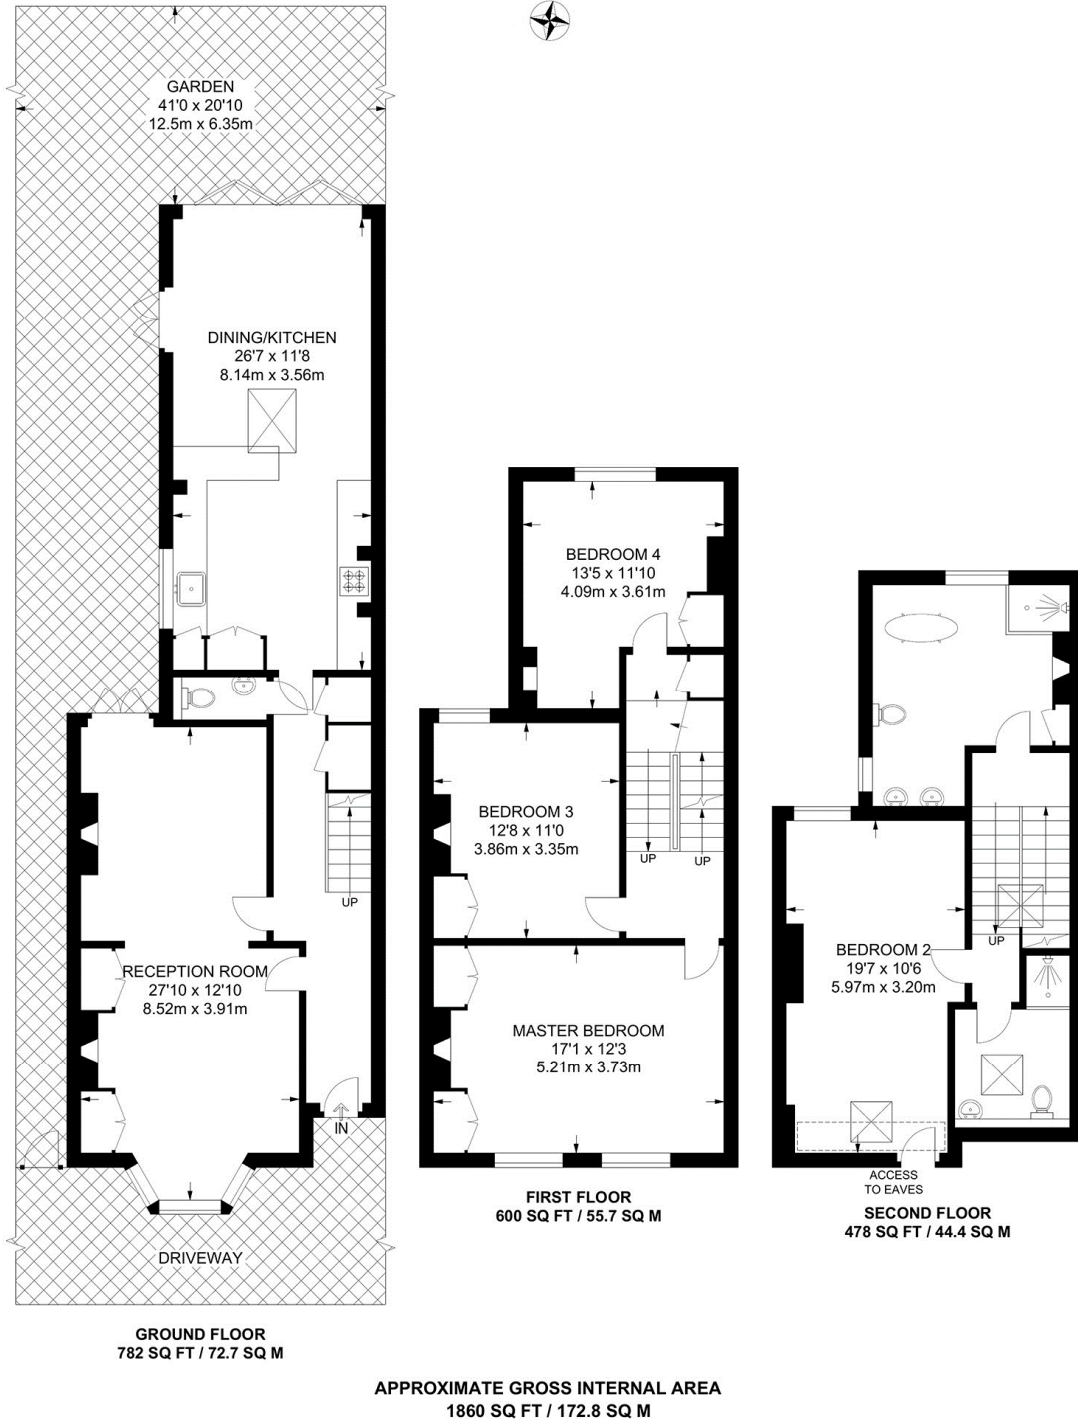 GARDEN
41'0 x 20'10
12.5m x 6.35m
DINING/KITCHEN
26'7 x 11'8
8.14m x 3.56m
UP
RECEPTION ROOM
27'10 x 12'10
8.52m x 3.91m
IN
DRIVEWAY
GROUND FLOOR
782 SQ FT / 72.7 SQ M
BEDROOM 4
13'5 x 11'10
4.09m x 3.61m
BEDROOM 3
12'8 x 11'0
3.86m x 3.35m
UP
UP
MASTER BEDROOM
17'1 x 12'3
5.21m x 3.73m
FIRST FLOOR
600 SQ FT / 55.7 SQ M
UP
BEDROOM 2
19'7 x 10'6
5.97m x 3.20m
ACCESS
TO EAVES
SECOND FLOOR
478 SQ FT / 44.4 SQ M
APPROXIMATE GROSS INTERNAL AREA
1860 SQ FT / 172.8 SQ M